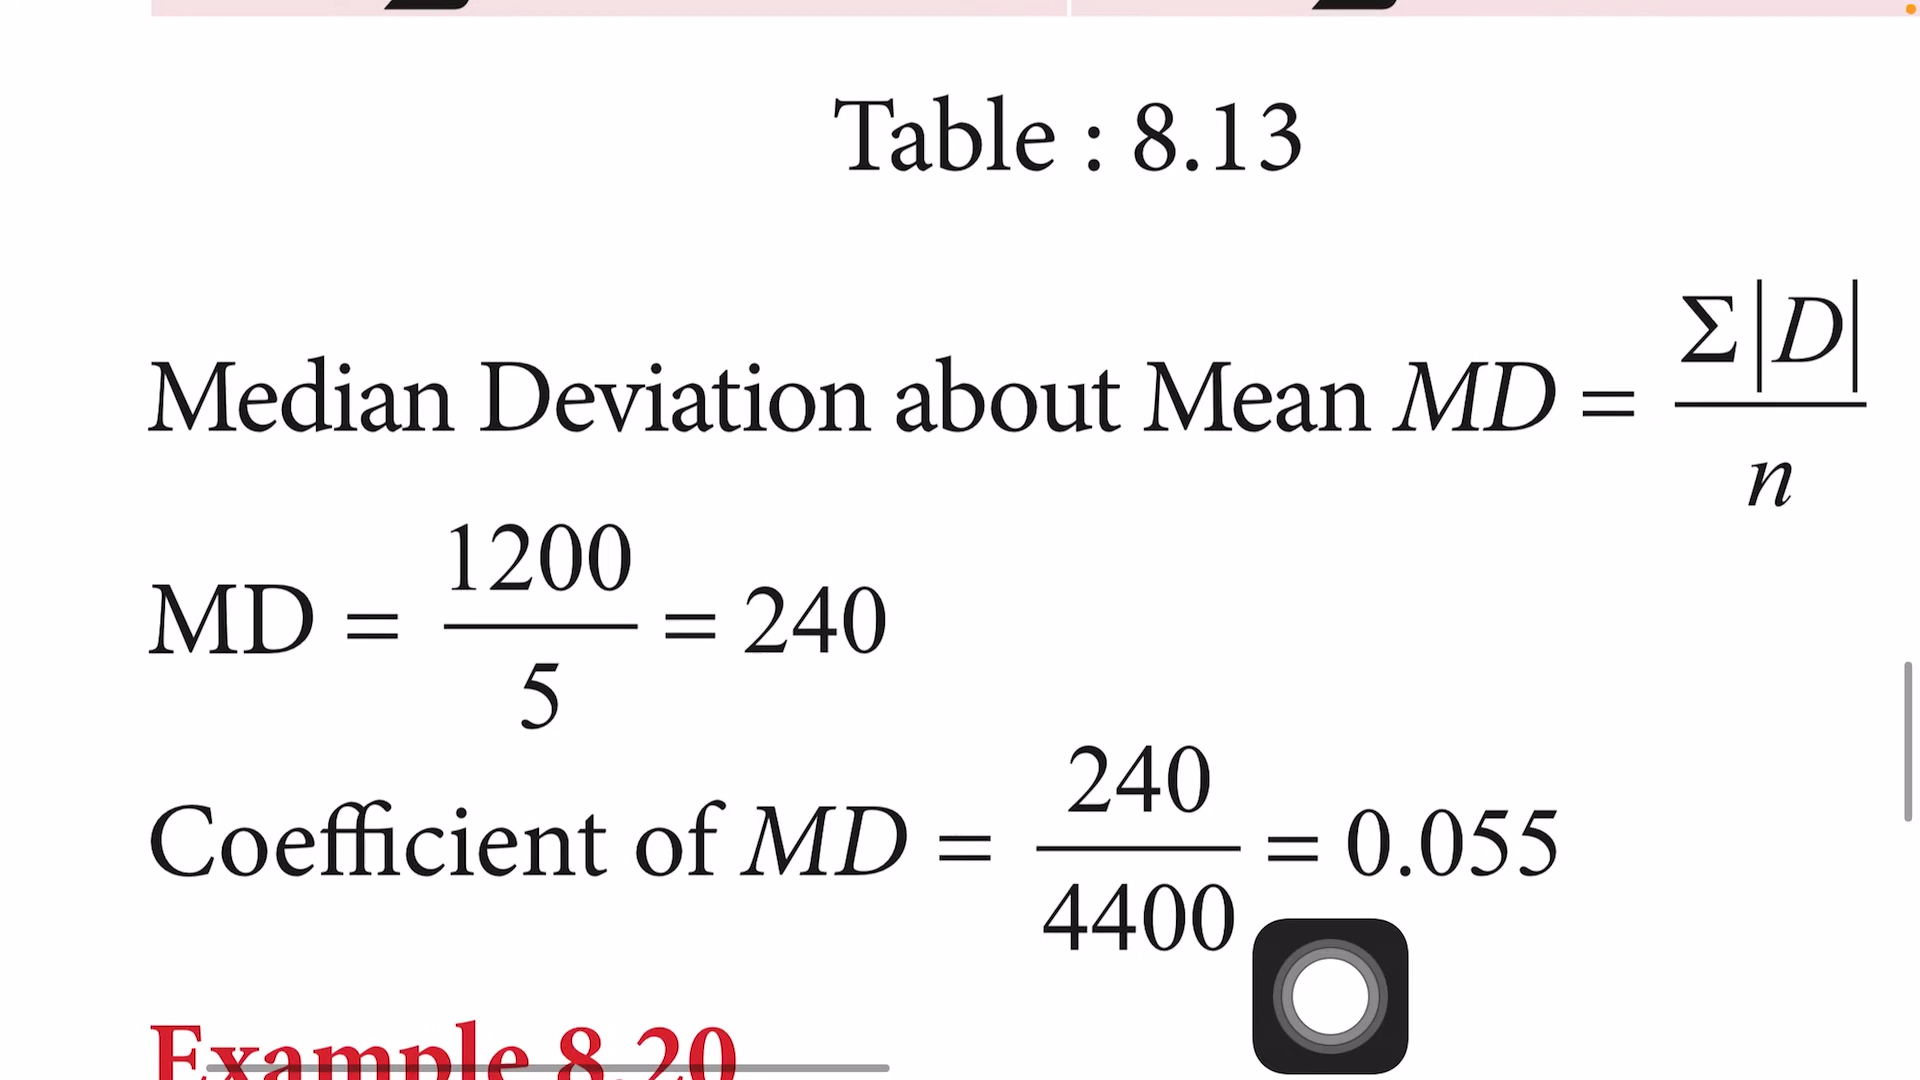 Table : 8.13
Median Deviation about Mean MD = Σ|D| / n
MD = 1200 / 5 = 240
Coefficient of MD = 240 / 4400 = 0.055
Example 8.20